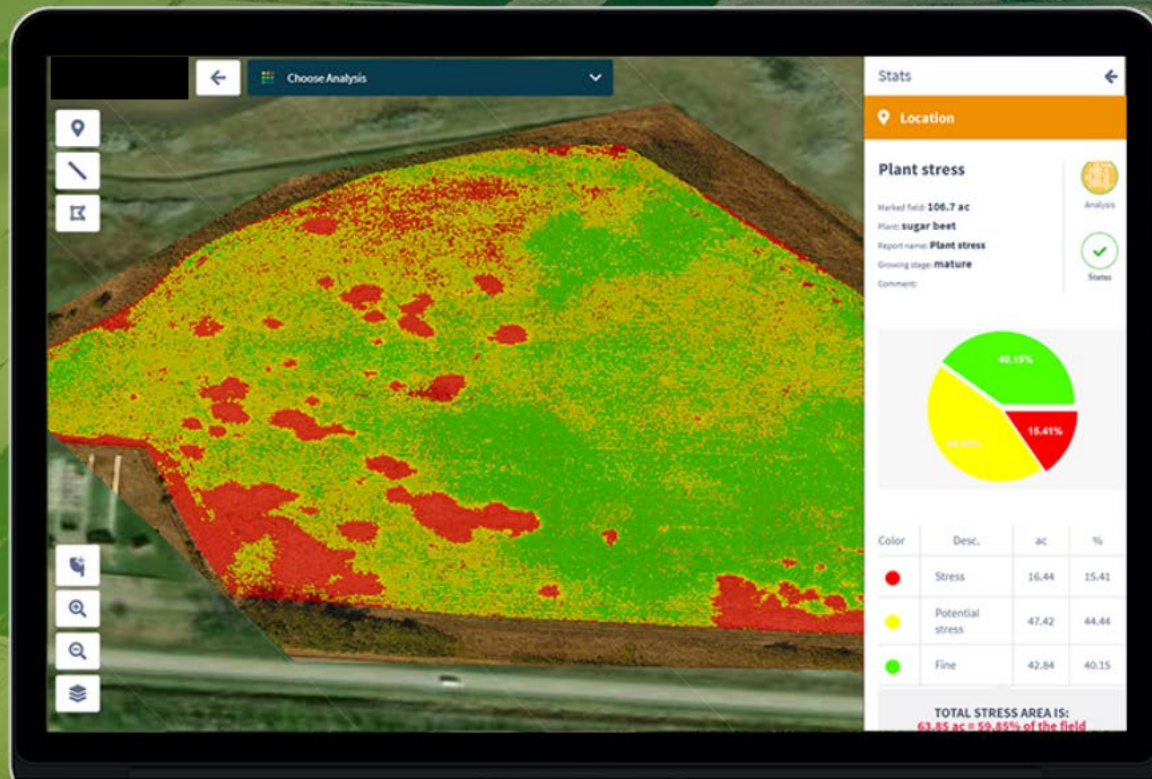 Choose Analysis
Stats
Location
Plant stress
Marked field: 106.7 ac
Plant: sugar beet
Report name: Plant stress
Growing stage: mature
Comment:
Analysis
Status
40.15%
15.41%
Color Desc. ac %
Stress 16.44 15.41
Potential stress 47.42 44.44
Fine 42.84 40.15
TOTAL STRESS AREA IS:
63.85 ac = 59.85% of the field